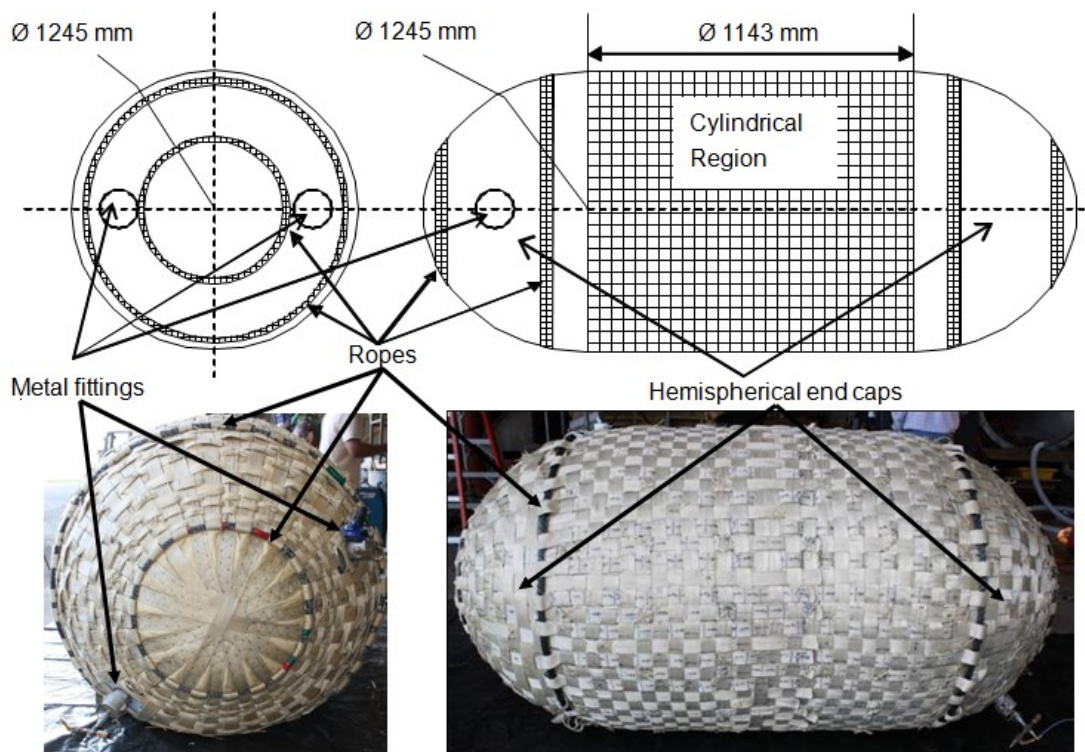 Ø 1245 mm
Ø 1245 mm
Ø 1143 mm
Cylindrical
Region
Ropes
Metal fittings
Hemispherical end caps